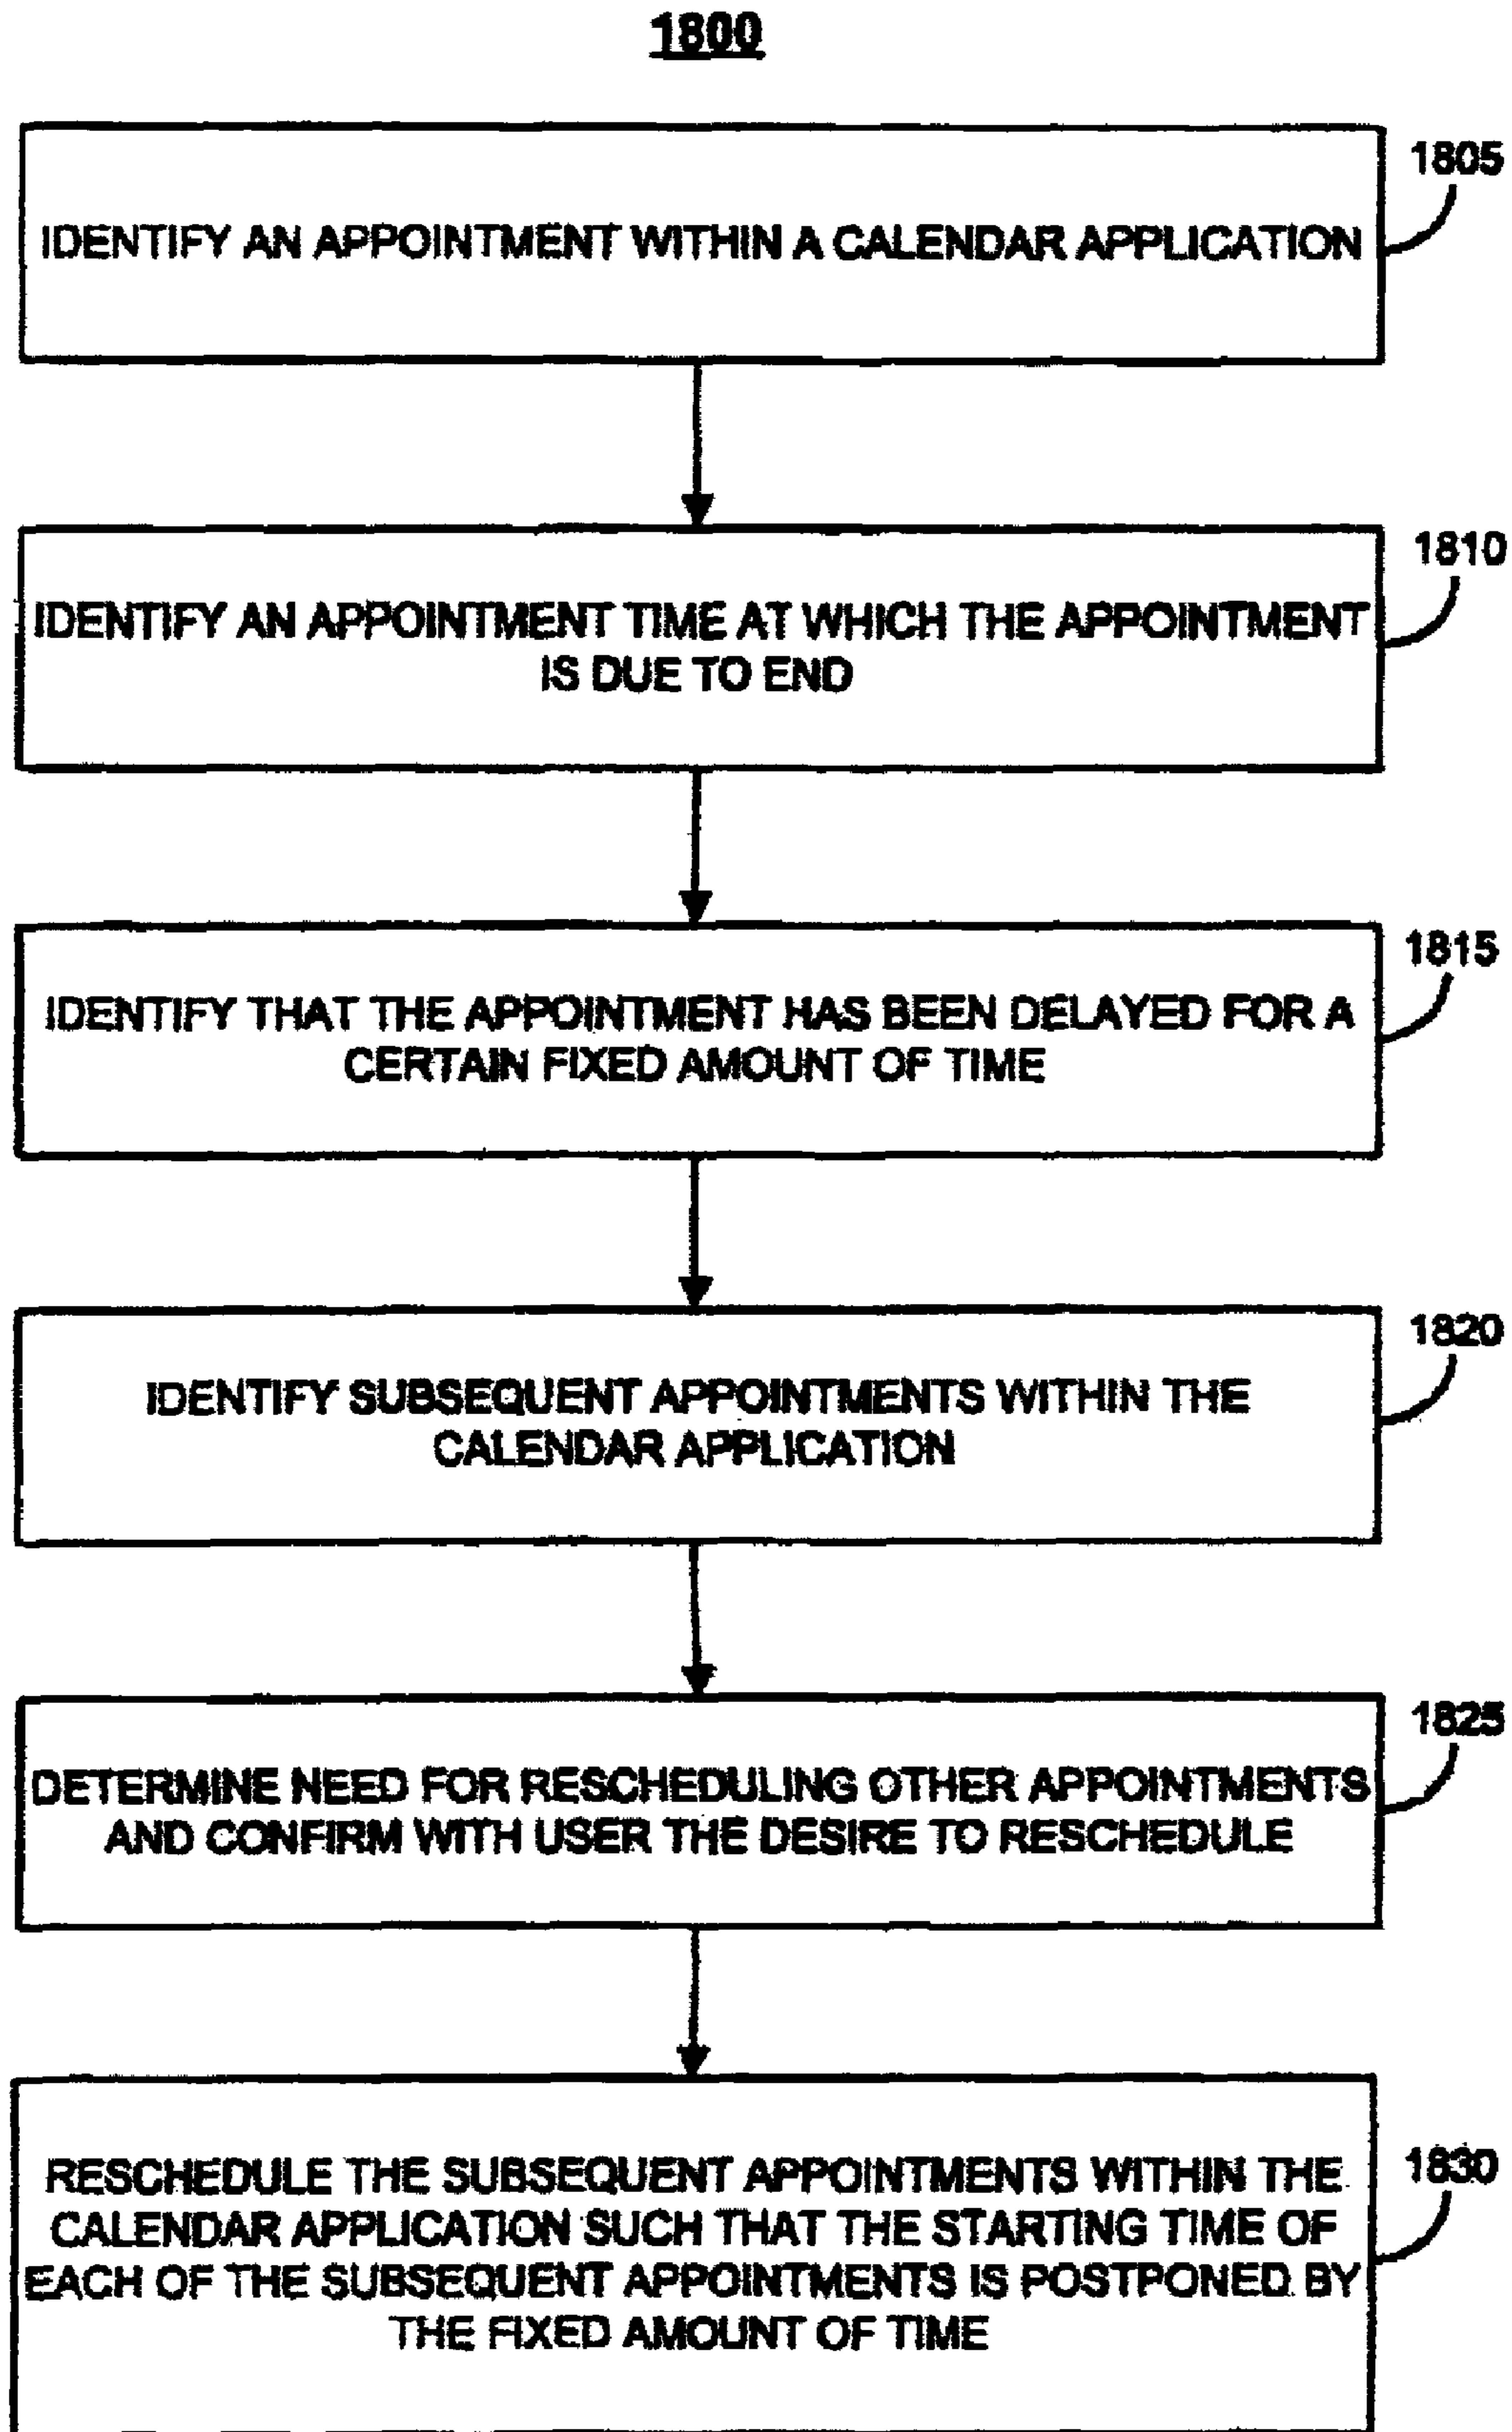 1800
1805
IDENTIFY AN APPOINTMENT WITHIN A CALENDAR APPLICATION
1810
IDENTIFY AN APPOINTMENT TIME AT WHICH THE APPOINTMENT
IS DUE TO END
1815
IDENTIFY THAT THE APPOINTMENT HAS BEEN DELAYED FOR A
CERTAIN FIXED AMOUNT OF TIME
1820
IDENTIFY SUBSEQUENT APPOINTMENTS WITHIN THE
CALENDAR APPLICATION
1825
DETERMINE NEED FOR RESCHEDULING OTHER APPOINTMENTS
AND CONFIRM WITH USER THE DESIRE TO RESCHEDULE
1830
RESCHEDULE THE SUBSEQUENT APPOINTMENTS WITHIN THE
CALENDAR APPLICATION SUCH THAT THE STARTING TIME OF
EACH OF THE SUBSEQUENT APPOINTMENTS IS POSTPONED BY
THE FIXED AMOUNT OF TIME